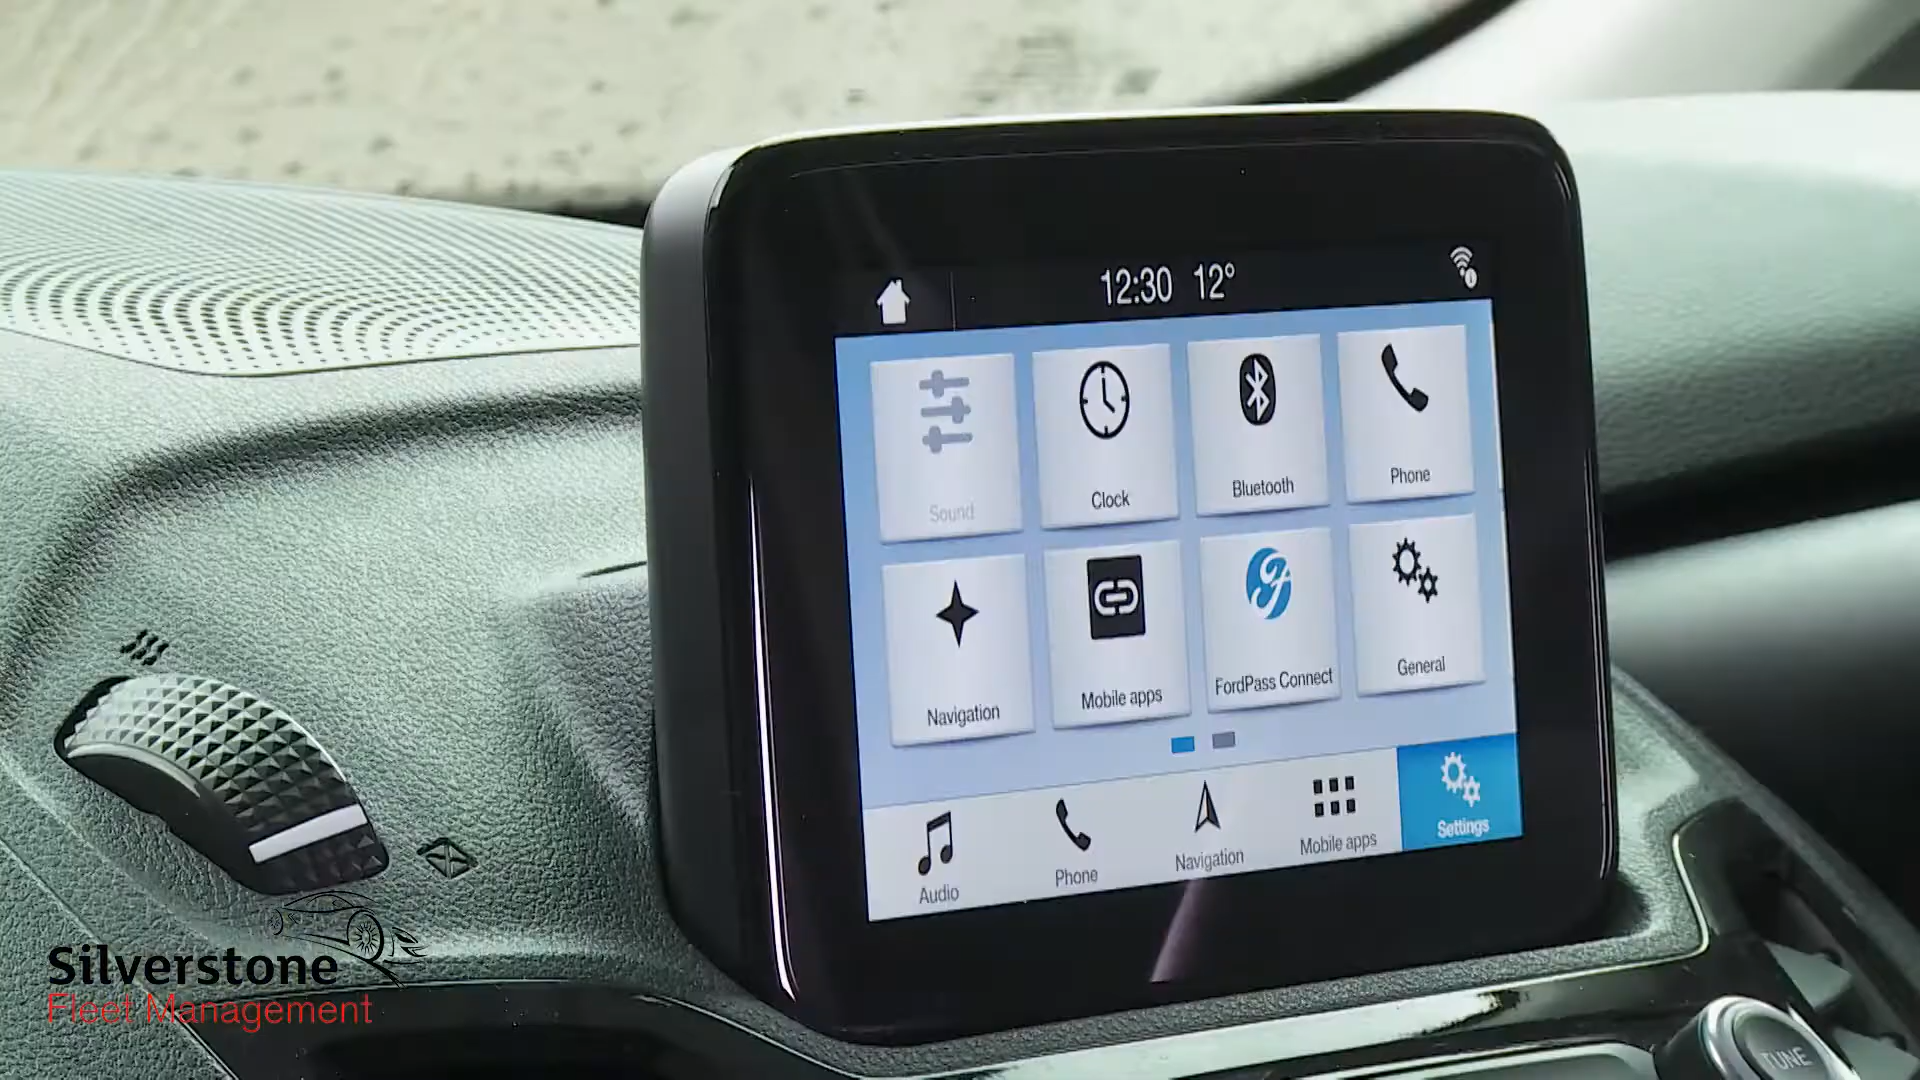 12:30 12°
Sound
Clock
Bluetooth
Phone
Navigation
Mobile apps
FordPass Connect
General
Audio
Phone
Navigation
Mobile apps
Settings
Silverstone
Fleet Management
TUNE